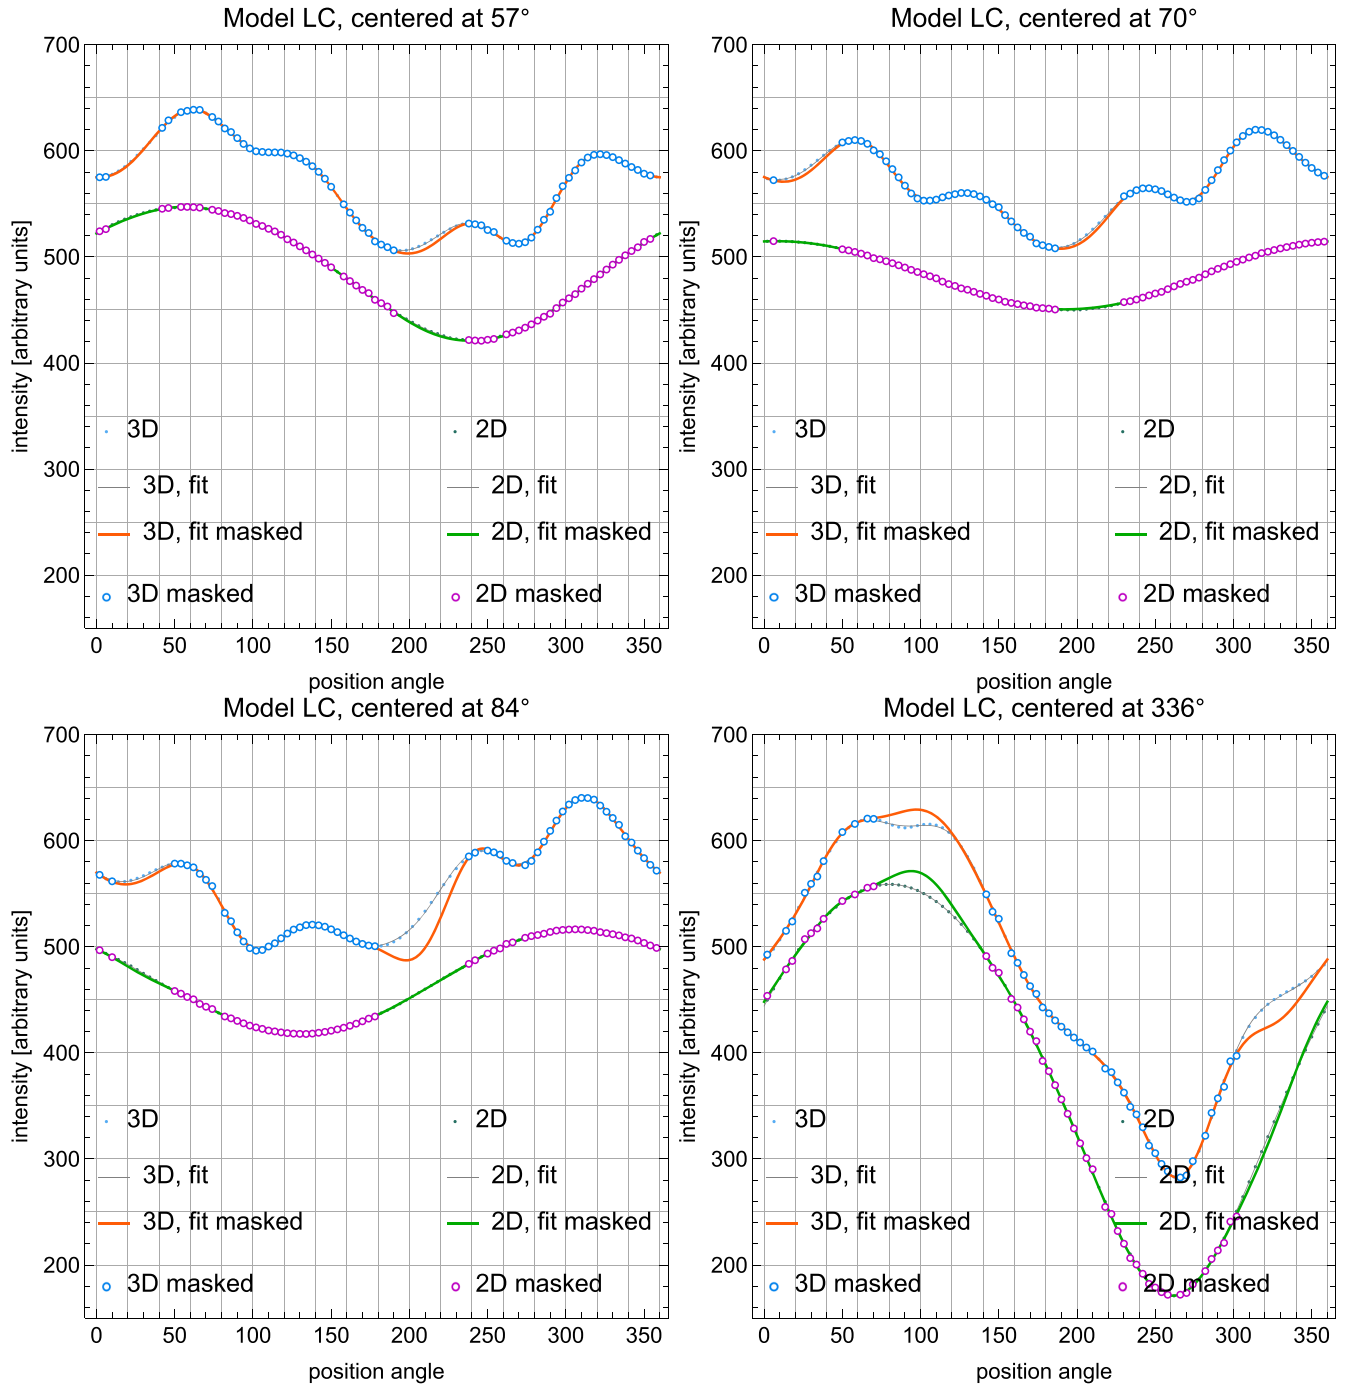 Model LC, centered at 57°
700
600
500
400
300
200
intensity [arbitrary units]
3D 2D
3D, fit 2D, fit
3D, fit masked 2D, fit masked
3D masked 2D masked
0 50 100 150 200 250 300 350
position angle
Model LC, centered at 70°
700
600
500
400
300
200
intensity [arbitrary units]
3D 2D
3D, fit 2D, fit
3D, fit masked 2D, fit masked
3D masked 2D masked
0 50 100 150 200 250 300 350
position angle
Model LC, centered at 84°
700
600
500
400
300
200
intensity [arbitrary units]
3D 2D
3D, fit 2D, fit
3D, fit masked 2D, fit masked
3D masked 2D masked
0 50 100 150 200 250 300 350
position angle
Model LC, centered at 336°
700
600
500
400
300
200
intensity [arbitrary units]
3D 2D
3D, fit 2D, fit
3D, fit masked 2D, fit masked
3D masked 2D masked
0 50 100 150 200 250 300 350
position angle